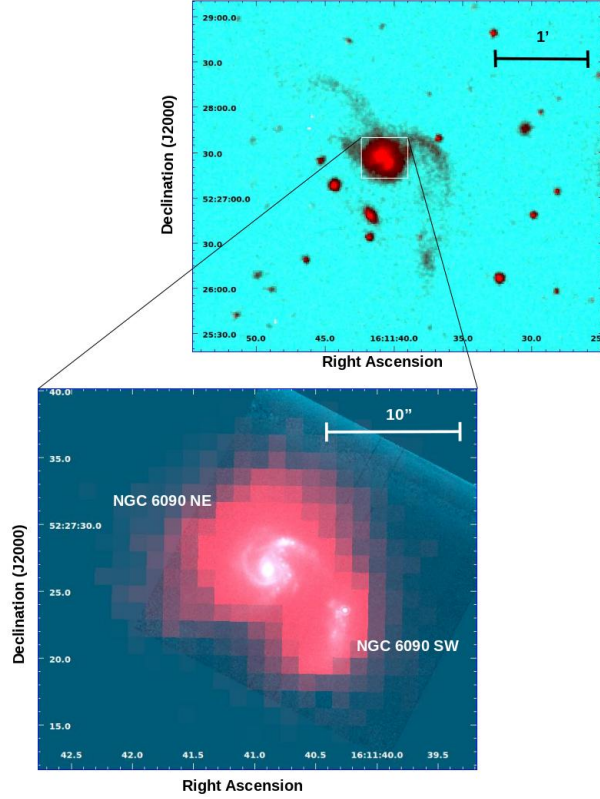 29:00.0
1’
30.0
28:00.0
30.0
52:27:00.0
30.0
26:00.0
25:30.0
50.0 45.0 16:11:40.0 35.0 30.0 25
Declination (J2000)
Right Ascension
40.0
10”
35.0
NGC 6090 NE
52:27:30.0
25.0
NGC 6090 SW
20.0
15.0
42.5 42.0 41.5 41.0 40.5 16:11:40.0 39.5
Declination (J2000)
Right Ascension